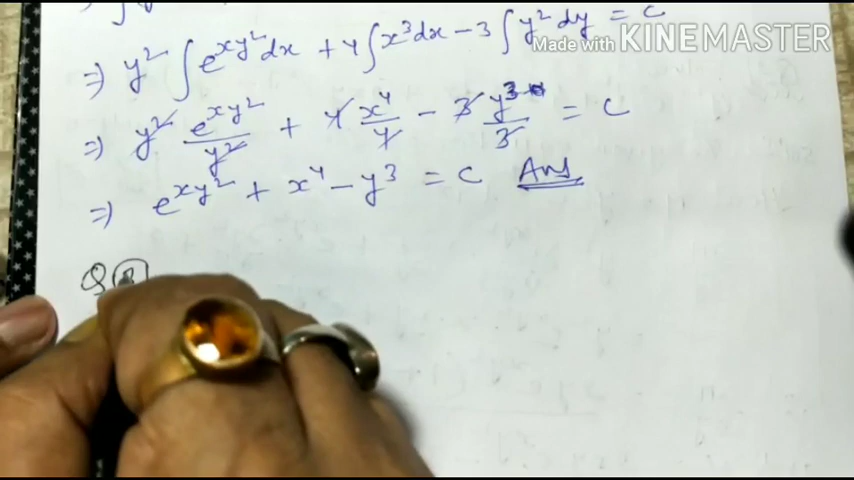 ⇒ y² ∫ e^{xy²} dx + 4 ∫ x³ dx − 3 ∫ y² dy = c
Made with KINEMASTER
⇒ y² e^{xy²}/y² + 4 x⁴/4 − 3 y³/3 = c
⇒ e^{xy²} + x⁴ − y³ = c Ans
Q